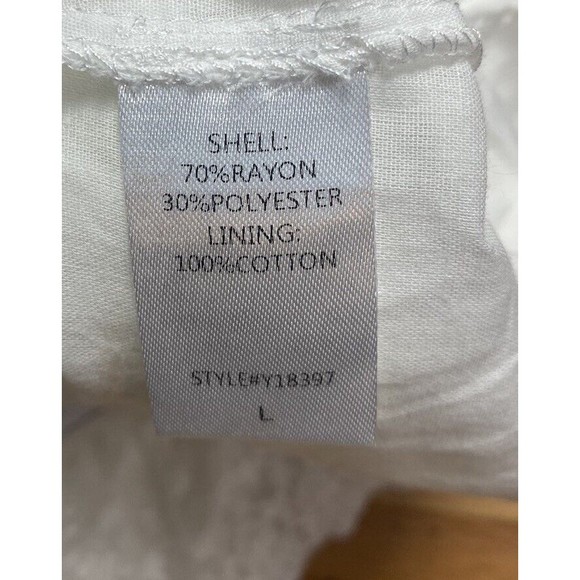 SHELL:
70%RAYON
30%POLYESTER
LINING:
100%COTTON
STYLE#Y18397
L